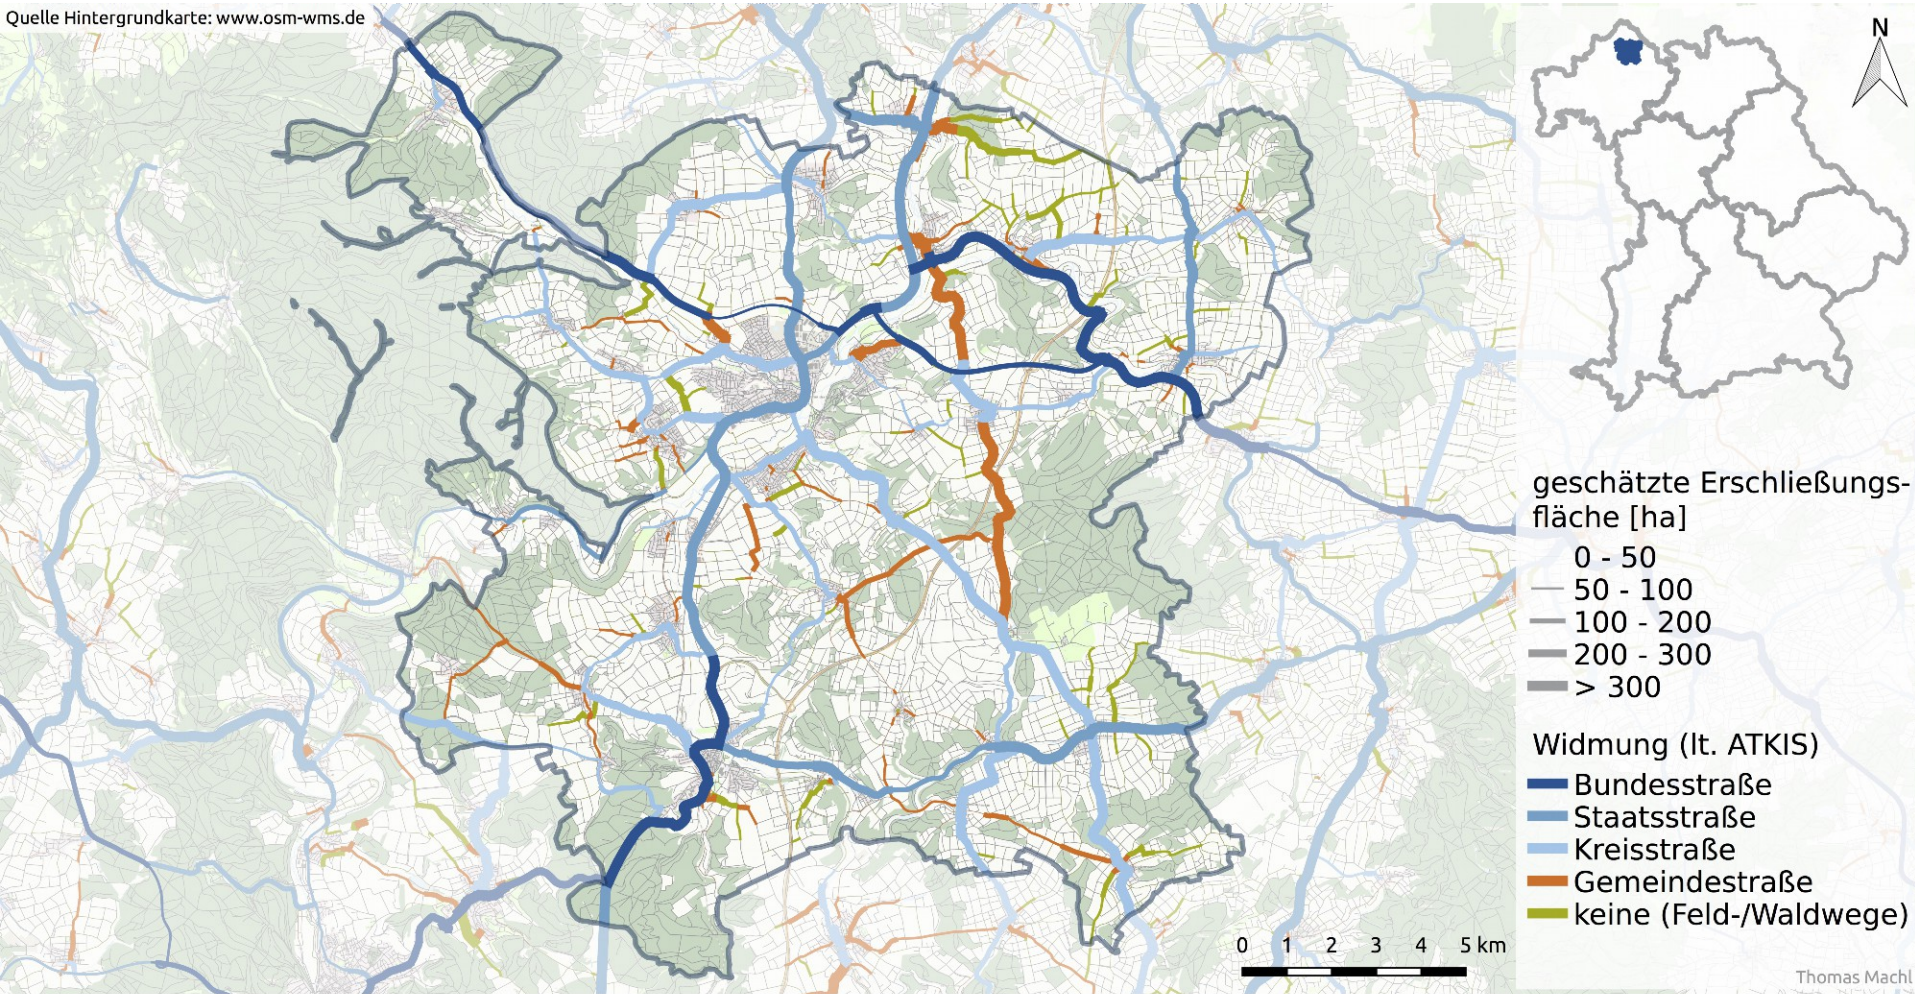 Quelle Hintergrundkarte: www.osm-wms.de
N
geschätzte Erschließungs-
fläche [ha]
0 - 50
50 - 100
100 - 200
200 - 300
> 300
Widmung (lt. ATKIS)
Bundesstraße
Staatsstraße
Kreisstraße
Gemeindestraße
keine (Feld-/Waldwege)
0 1 2 3 4 5 km
Thomas Machl